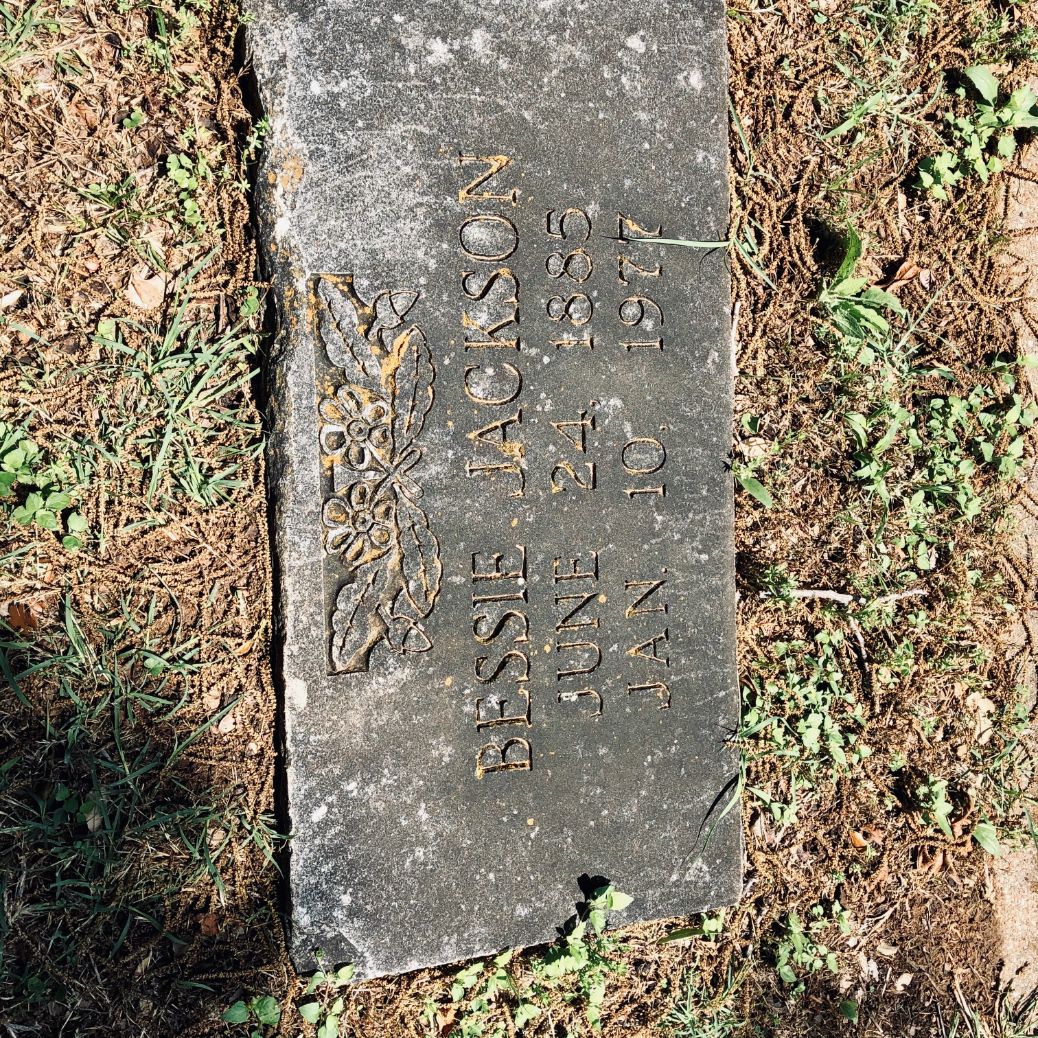 BESSIE JACKSON
JUNE 24, 1885
JAN. 10, 1977